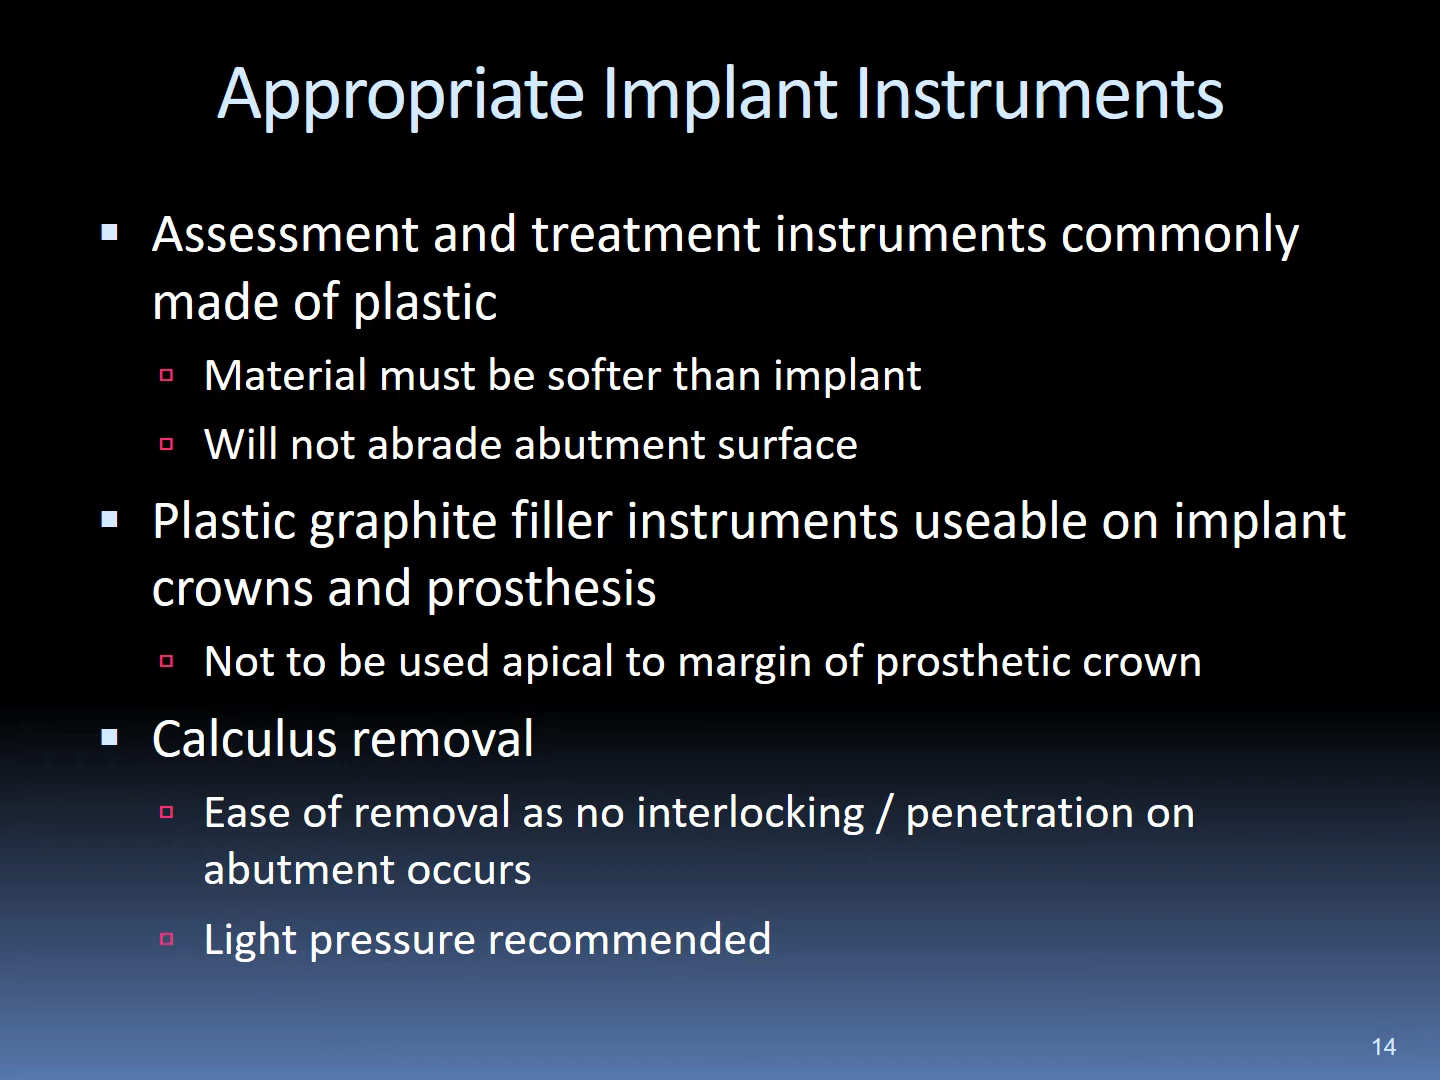 Appropriate Implant Instruments
Assessment and treatment instruments commonly
made of plastic
Material must be softer than implant
Will not abrade abutment surface
Plastic graphite filler instruments useable on implant
crowns and prosthesis
Not to be used apical to margin of prosthetic crown
Calculus removal
Ease of removal as no interlocking / penetration on
abutment occurs
Light pressure recommended
14